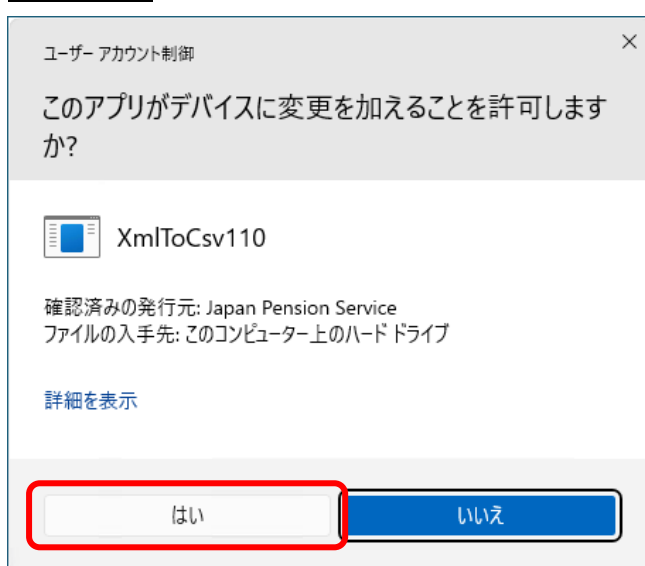 ユーザー アカウント制御
このアプリがデバイスに変更を加えることを許可します
か?
XmlToCsv110
確認済みの発行元: Japan Pension Service
ファイルの入手先: このコンピューター上のハード ドライブ
詳細を表示
はい
いいえ